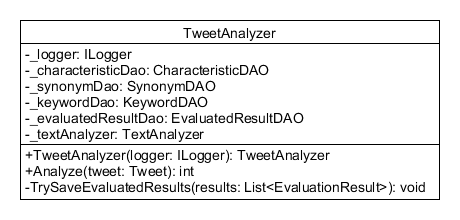 TweetAnalyzer
-_logger: ILogger
-_characteristicDao: CharacteristicDAO
-_synonymDao: SynonymDAO
-_keywordDao: KeywordDAO
-_evaluatedResultDao: EvaluatedResultDAO
-_textAnalyzer: TextAnalyzer
+TweetAnalyzer(logger: ILogger): TweetAnalyzer
+Analyze(tweet: Tweet): int
-TrySaveEvaluatedResults(results: List<EvaluationResult>): void